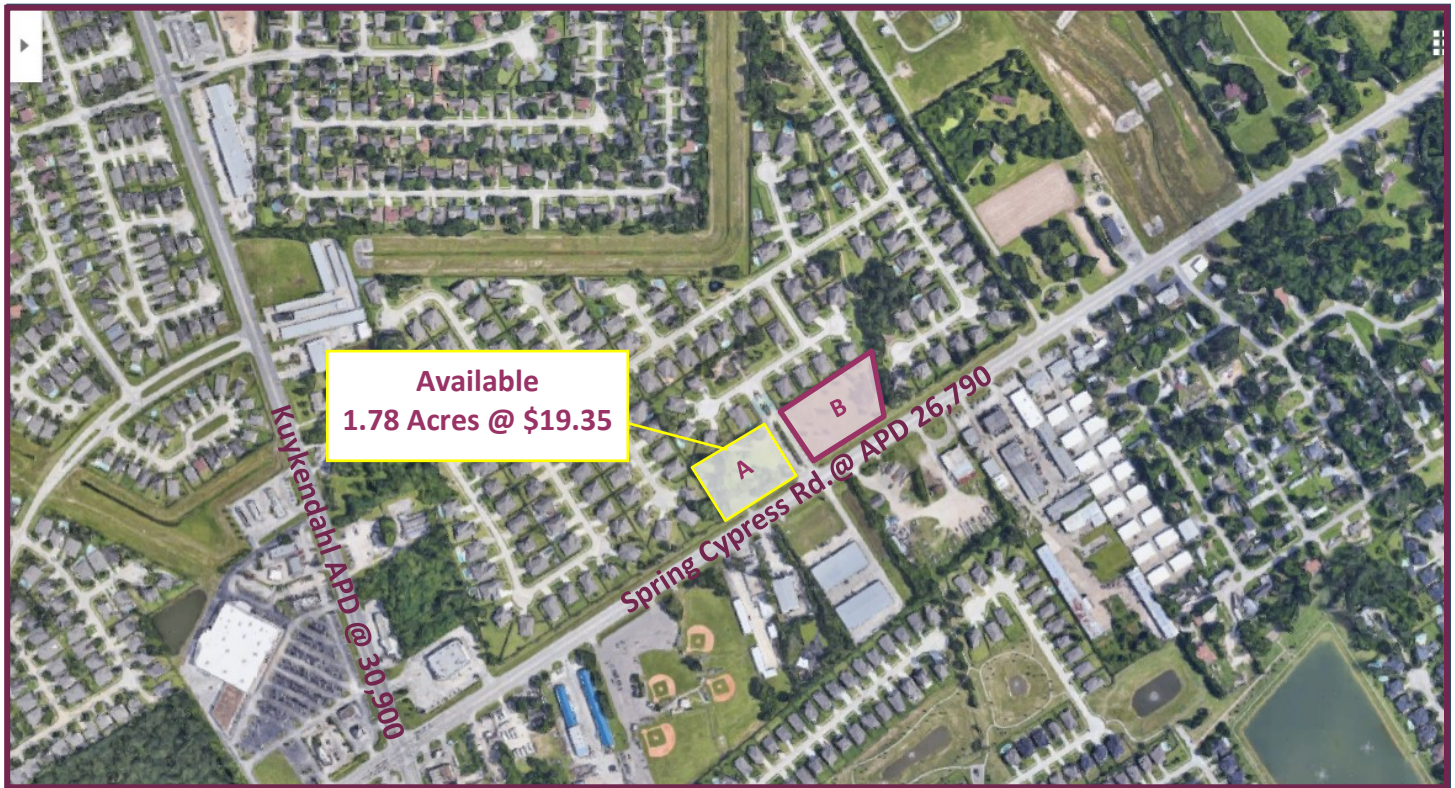 Available
1.78 Acres @ $19.35
A
B
Spring Cypress Rd.@ APD 26,790
Kuykendahl APD @ 30,900